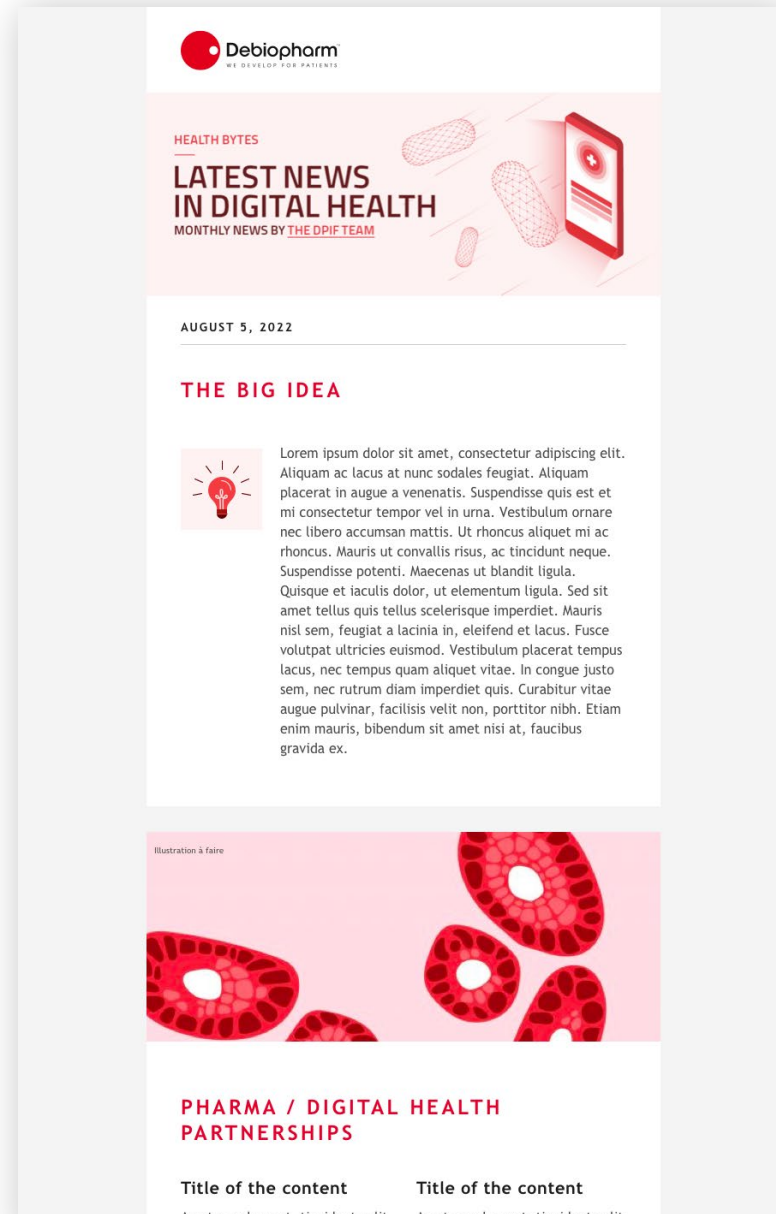 Debiopharm
WE DEVELOP FOR PATIENTS
HEALTH BYTES
LATEST NEWS
IN DIGITAL HEALTH
MONTHLY NEWS BY THE DPIF TEAM
AUGUST 5, 2022
THE BIG IDEA
Lorem ipsum dolor sit amet, consectetur adipiscing elit.
Aliquam ac lacus at nunc sodales feugiat. Aliquam
placerat in augue a venenatis. Suspendisse quis est et
mi consectetur tempor vel in urna. Vestibulum ornare
nec libero accumsan mattis. Ut rhoncus aliquet mi ac
rhoncus. Mauris ut convallis risus, ac tincidunt neque.
Suspendisse potenti. Maecenas ut blandit ligula.
Quisque et iaculis dolor, ut elementum ligula. Sed sit
amet tellus quis tellus scelerisque imperdiet. Mauris
nisl sem, feugiat a lacinia in, eleifend et lacus. Fusce
volutpat ultricies euismod. Vestibulum placerat tempus
lacus, nec tempus quam aliquet vitae. In congue justo
sem, nec rutrum diam imperdiet quis. Curabitur vitae
augue pulvinar, facilisis velit non, porttitor nibh. Etiam
enim mauris, bibendum sit amet nisi at, faucibus
gravida ex.
Illustration à faire
PHARMA / DIGITAL HEALTH
PARTNERSHIPS
Title of the content
Title of the content